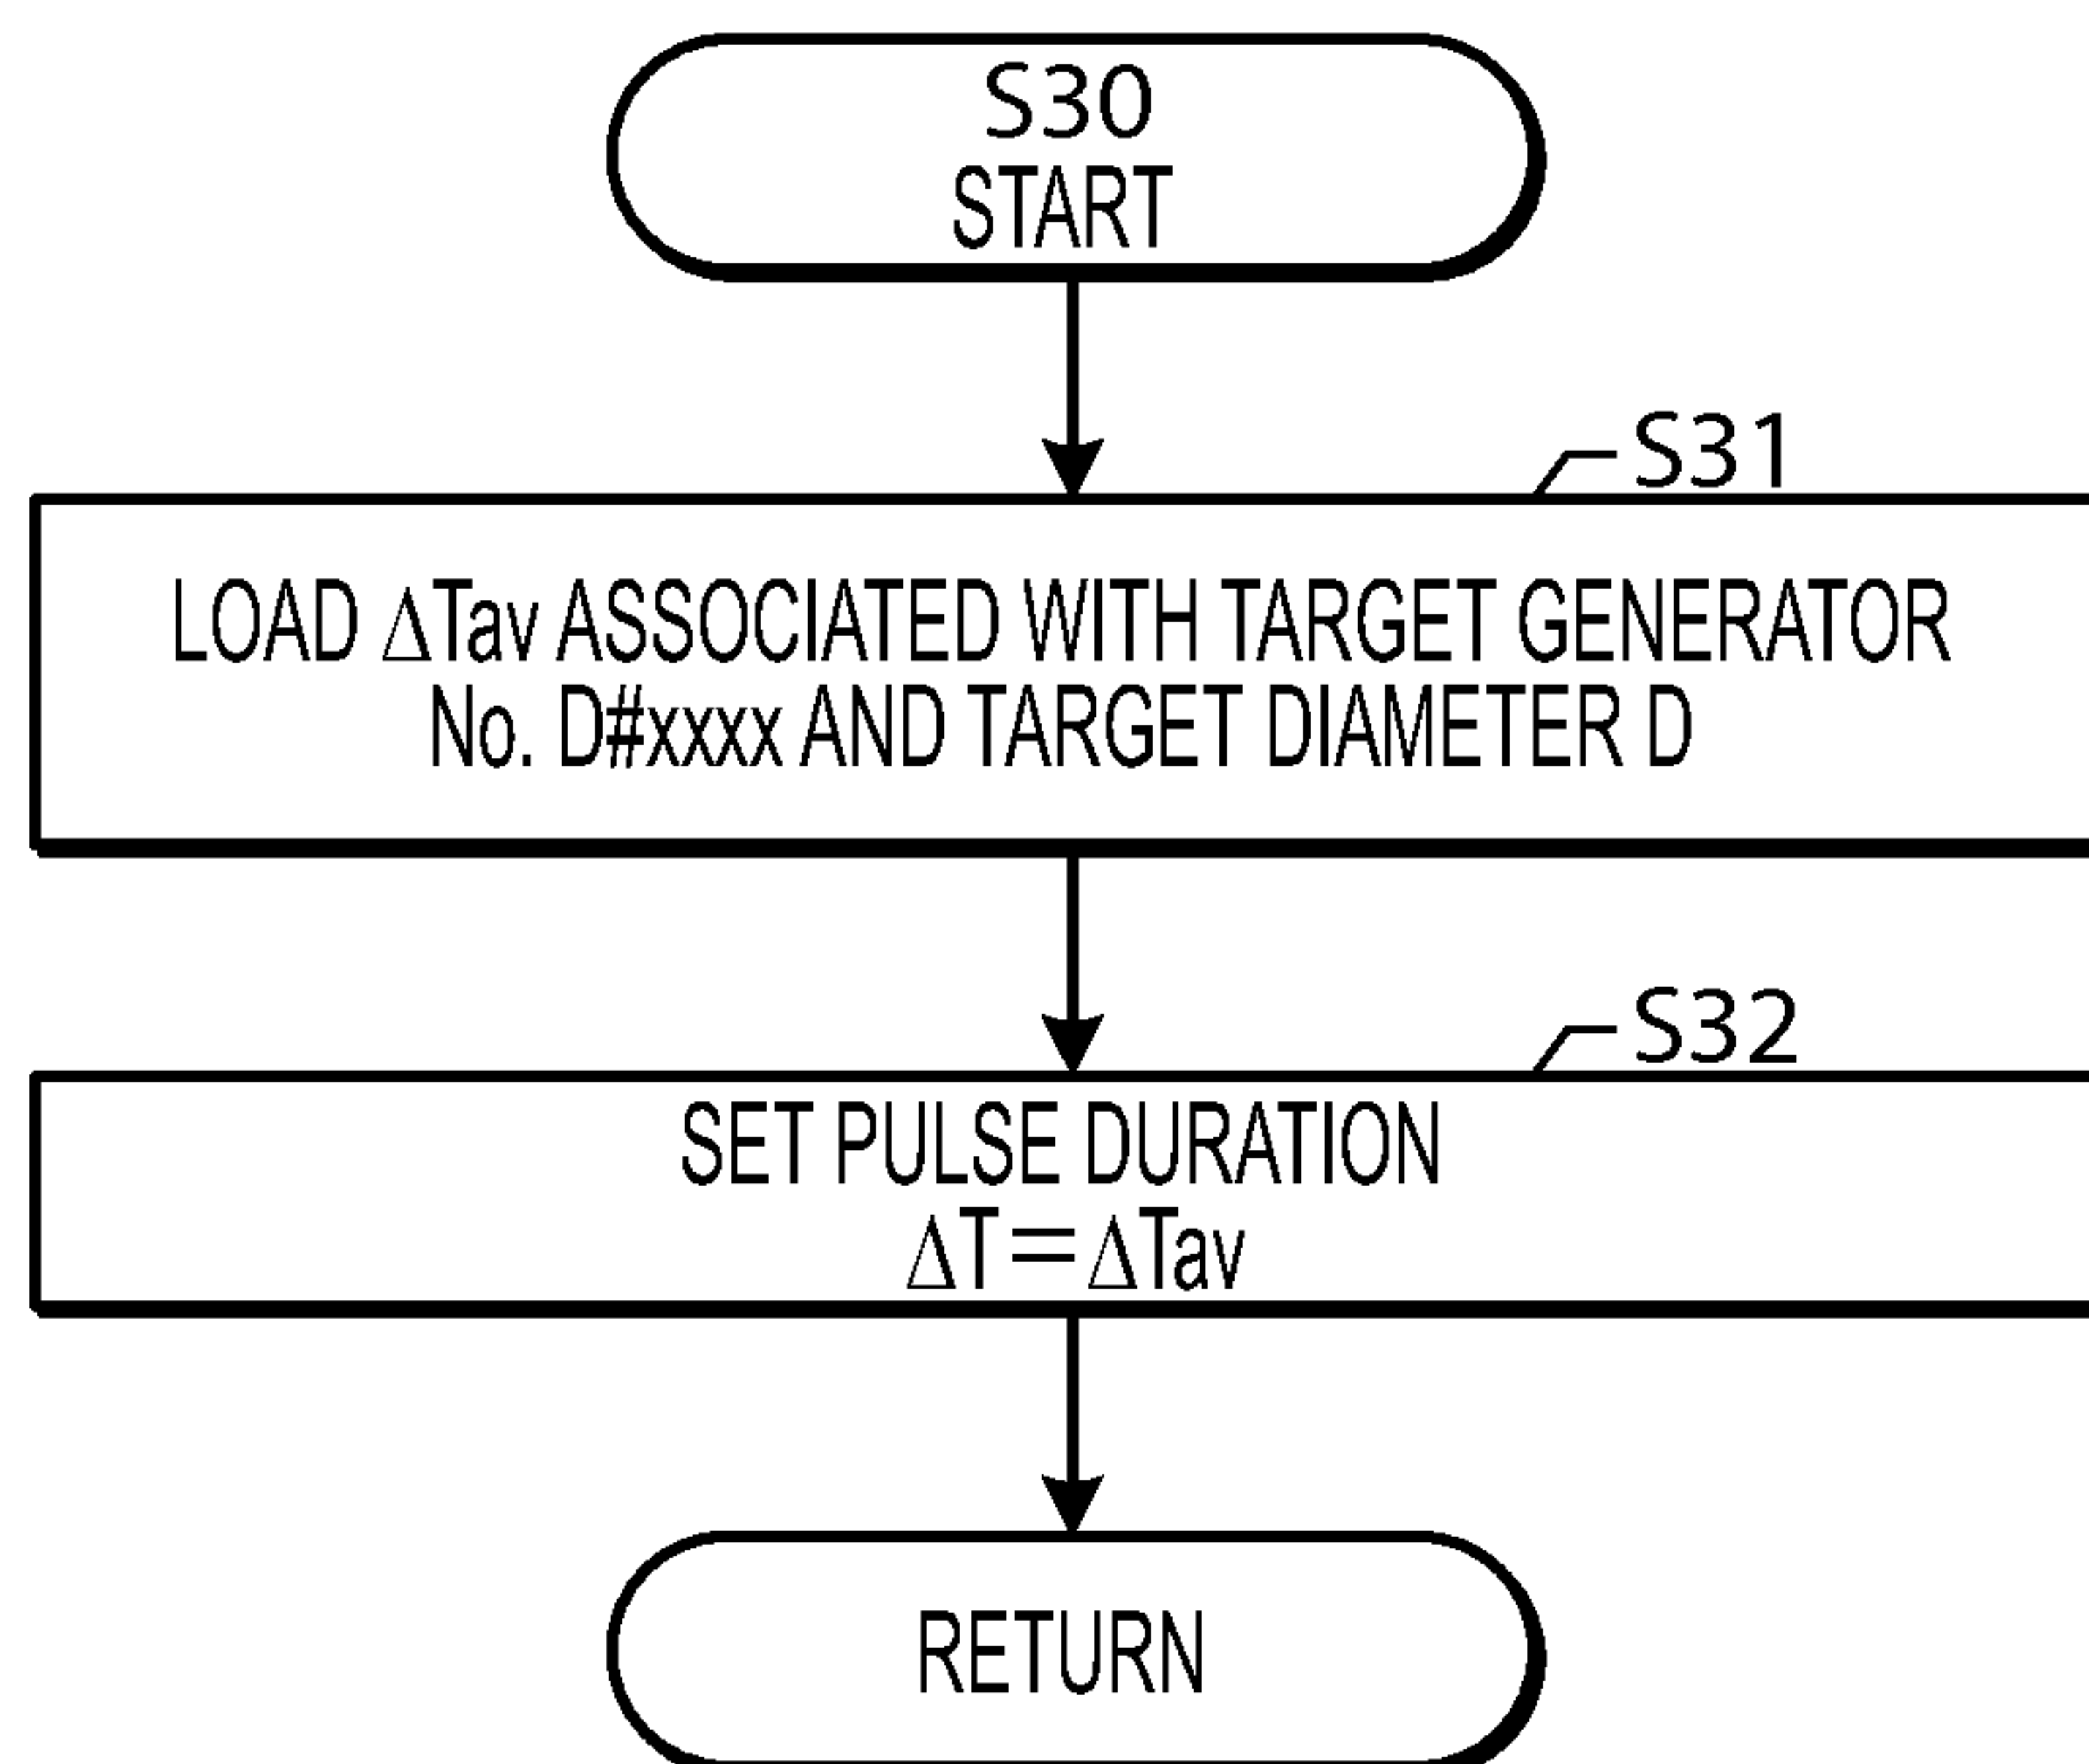 S30
START
S31
LOAD ΔTav ASSOCIATED WITH TARGET GENERATOR
No. D#xxxx AND TARGET DIAMETER D
S32
SET PULSE DURATION
ΔT=ΔTav
RETURN